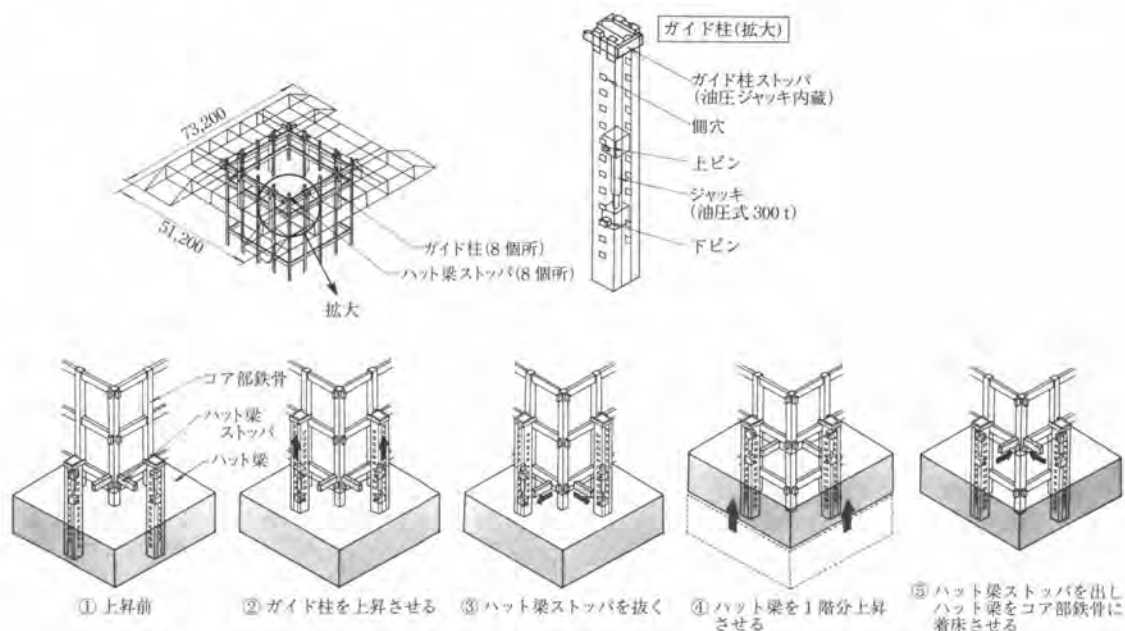 73,200
51,200
ガイド柱(8個所)
ハット梁ストッパ(8個所)
拡大
ガイド柱(拡大)
ガイド柱ストッパ
(油圧ジャッキ内蔵)
側穴
上ピン
ジャッキ
(油圧式300t)
下ピン
コア部鉄骨
ハット梁
ストッパ
ハット梁
①上昇前
②ガイド柱を上昇させる
③ハット梁ストッパを抜く
④ハット梁を1階分上昇
させる
⑤ハット梁ストッパを出し
ハット梁をコア部鉄骨に
着床させる